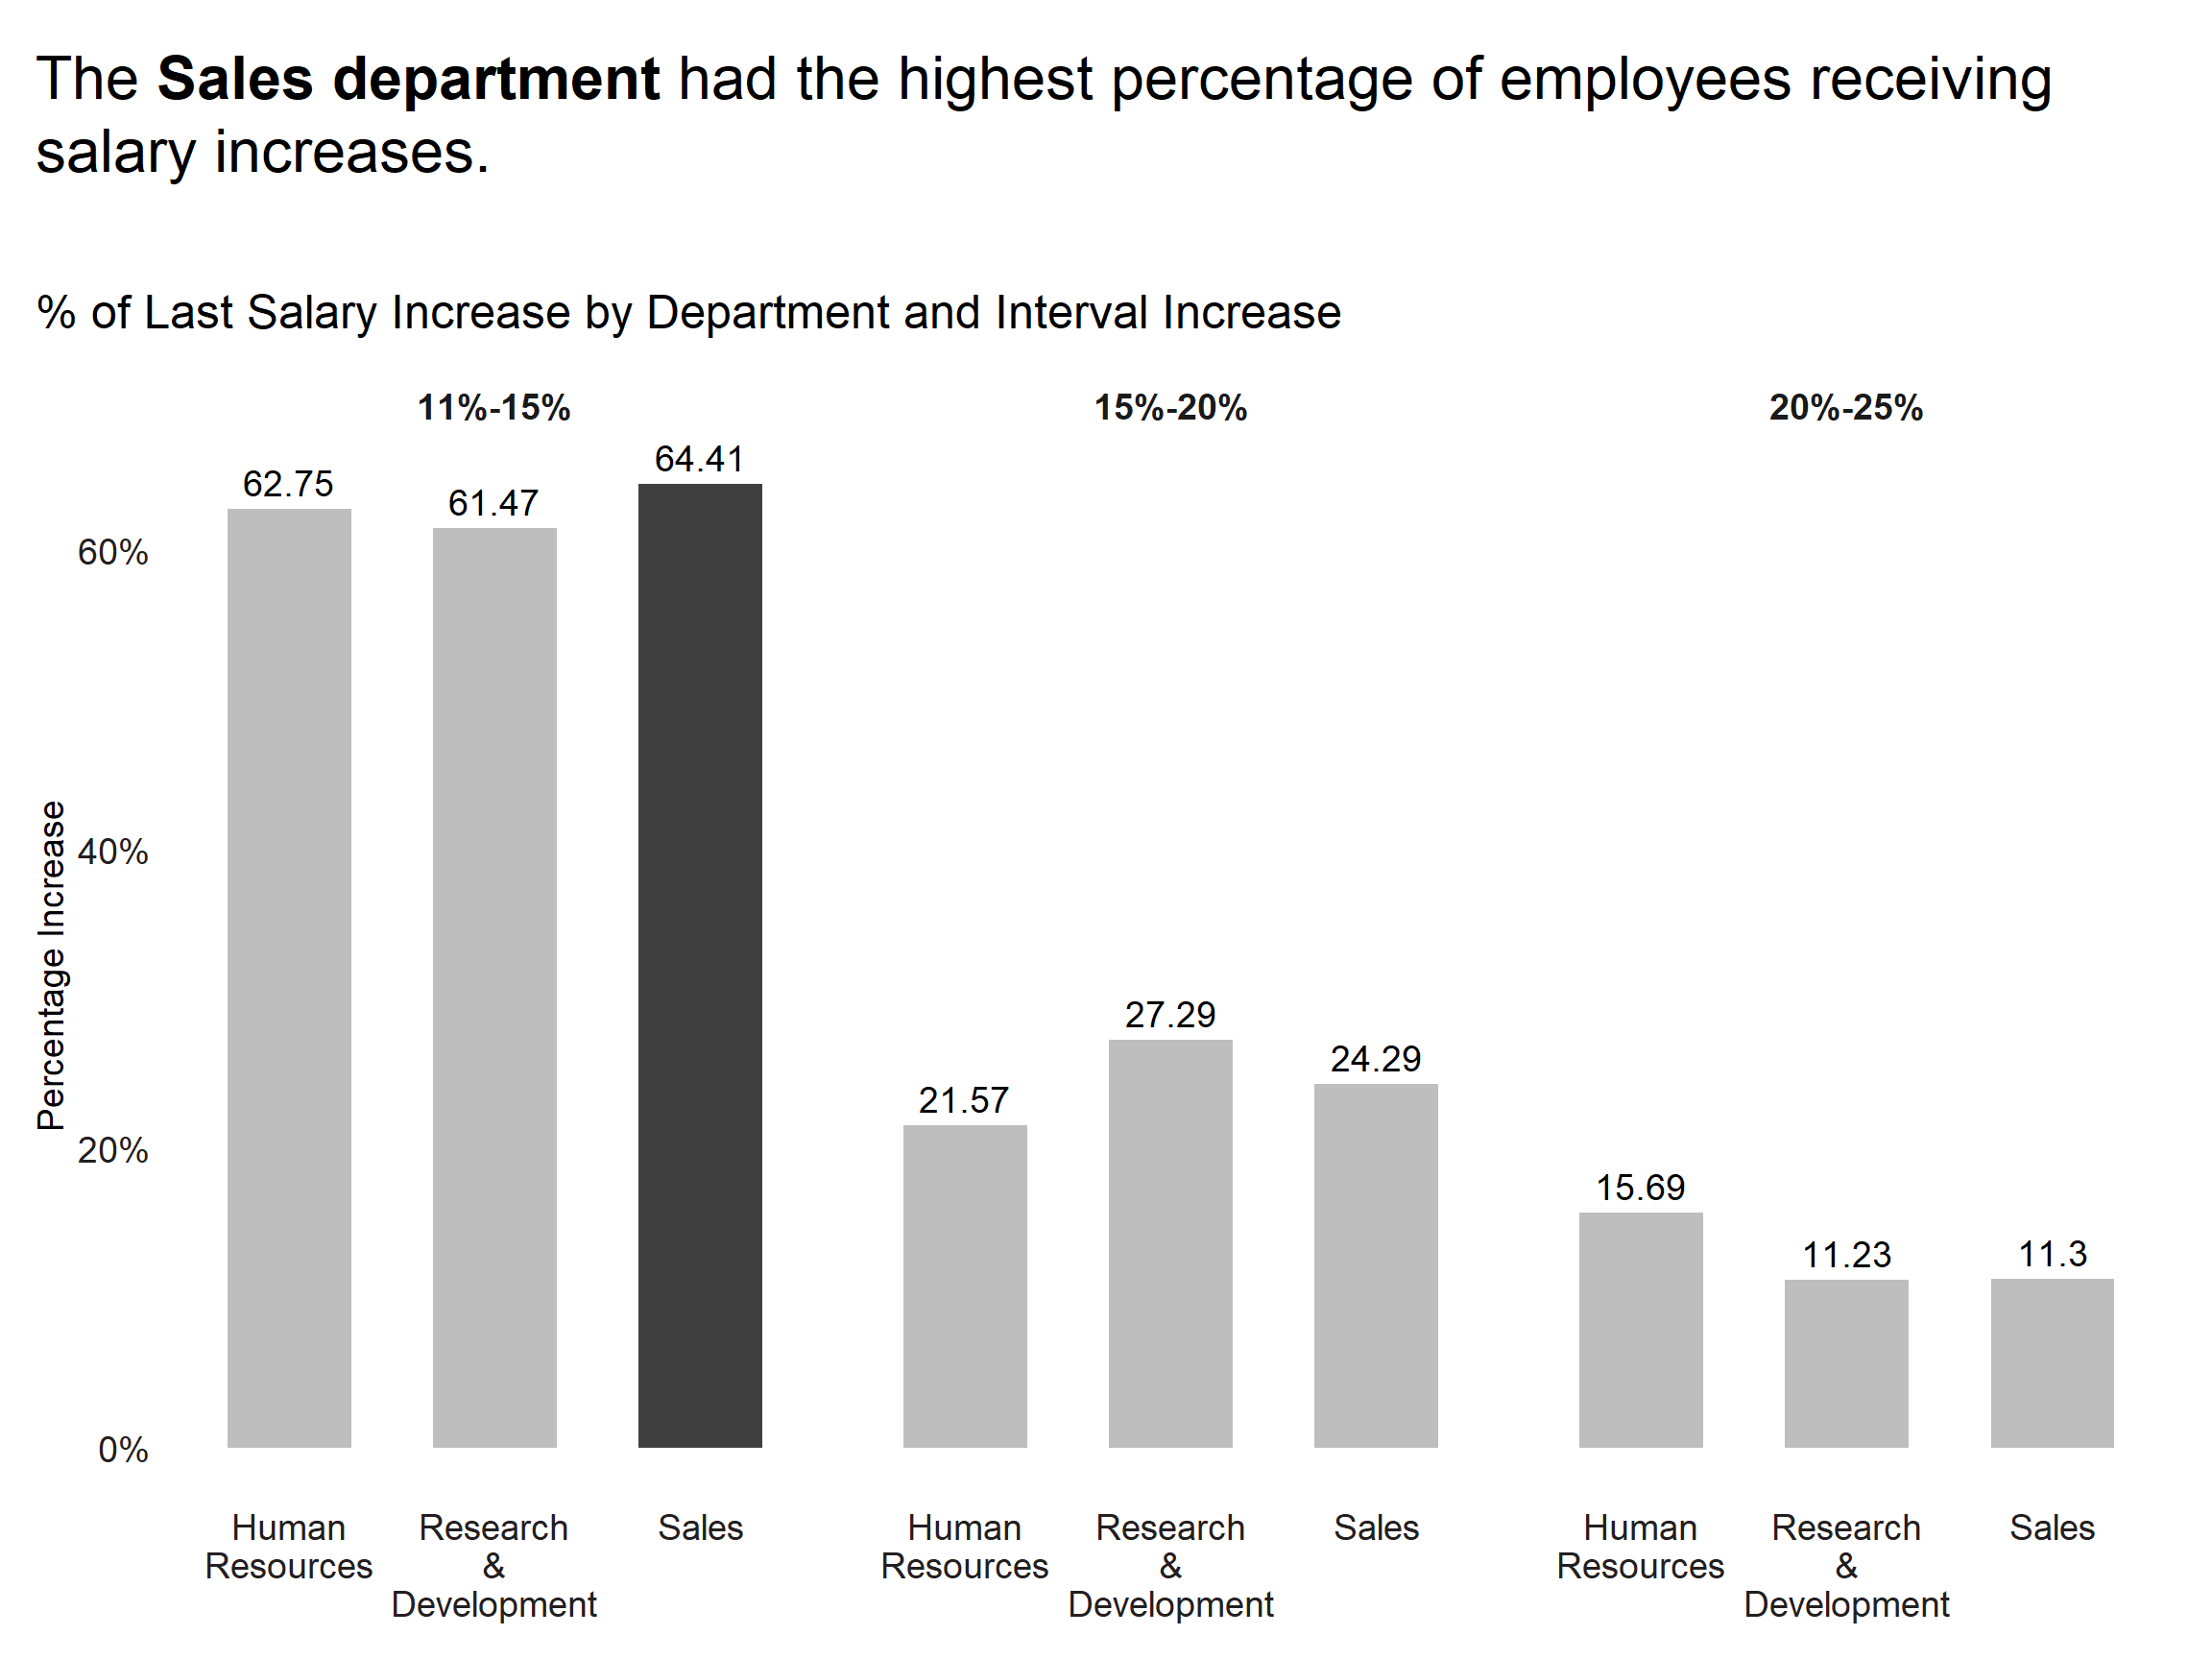 The Sales department had the highest percentage of employees receiving
salary increases.
% of Last Salary Increase by Department and Interval Increase
11%-15%
15%-20%
20%-25%
62.75
61.47
64.41
21.57
27.29
24.29
15.69
11.23
11.3
Percentage Increase
60%
40%
20%
0%
Human
Resources
Research
&
Development
Sales
Human
Resources
Research
&
Development
Sales
Human
Resources
Research
&
Development
Sales